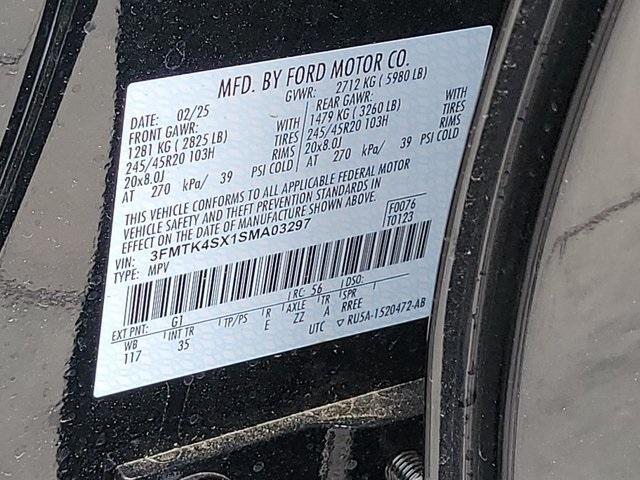 MFD. BY FORD MOTOR CO.
DATE: 02/25 GVWR: 2712 KG ( 5980 LB)
FRONT GAWR: REAR GAWR:
1281 KG ( 2825 LB) WITH 1479 KG ( 3260 LB) WITH
245/45R20 103H TIRES 245/45R20 103H TIRES
20x8.0J RIMS 20x8.0J RIMS
AT 270 kPa/ 39 PSI COLD AT 270 kPa/ 39 PSI COLD
THIS VEHICLE CONFORMS TO ALL APPLICABLE FEDERAL MOTOR
VEHICLE SAFETY AND THEFT PREVENTION STANDARDS IN
EFFECT ON THE DATE OF MANUFACTURE SHOWN ABOVE.
F0076
T0123
VIN: 3FMTK4SX1SMA03297
TYPE: MPV
EXT PNT: G1 RC: 56 DSO:
WB INT TR TP/PS R AXLE TR SPR
117 35 E ZZ A RREE
UTC ▽ RU5A-1520472-AB